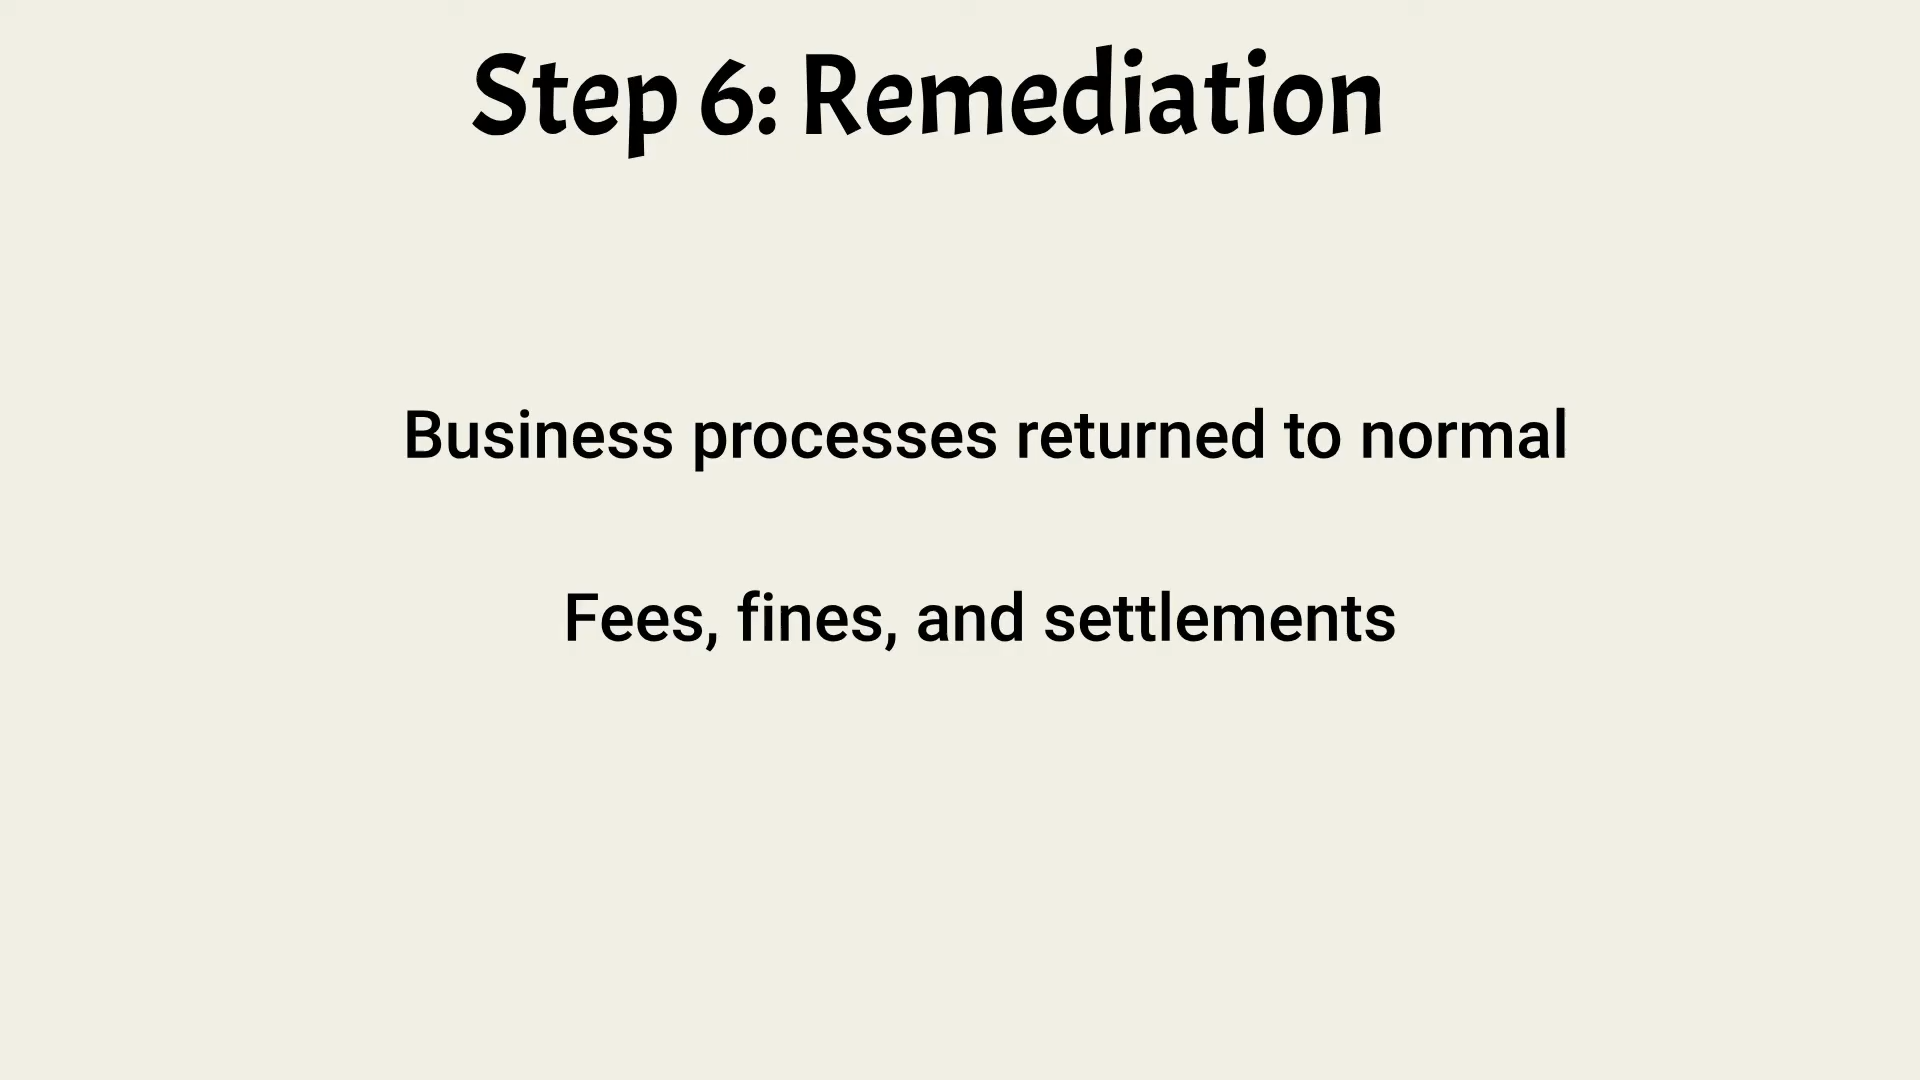 Step 6: Remediation
Business processes returned to normal
Fees, fines, and settlements